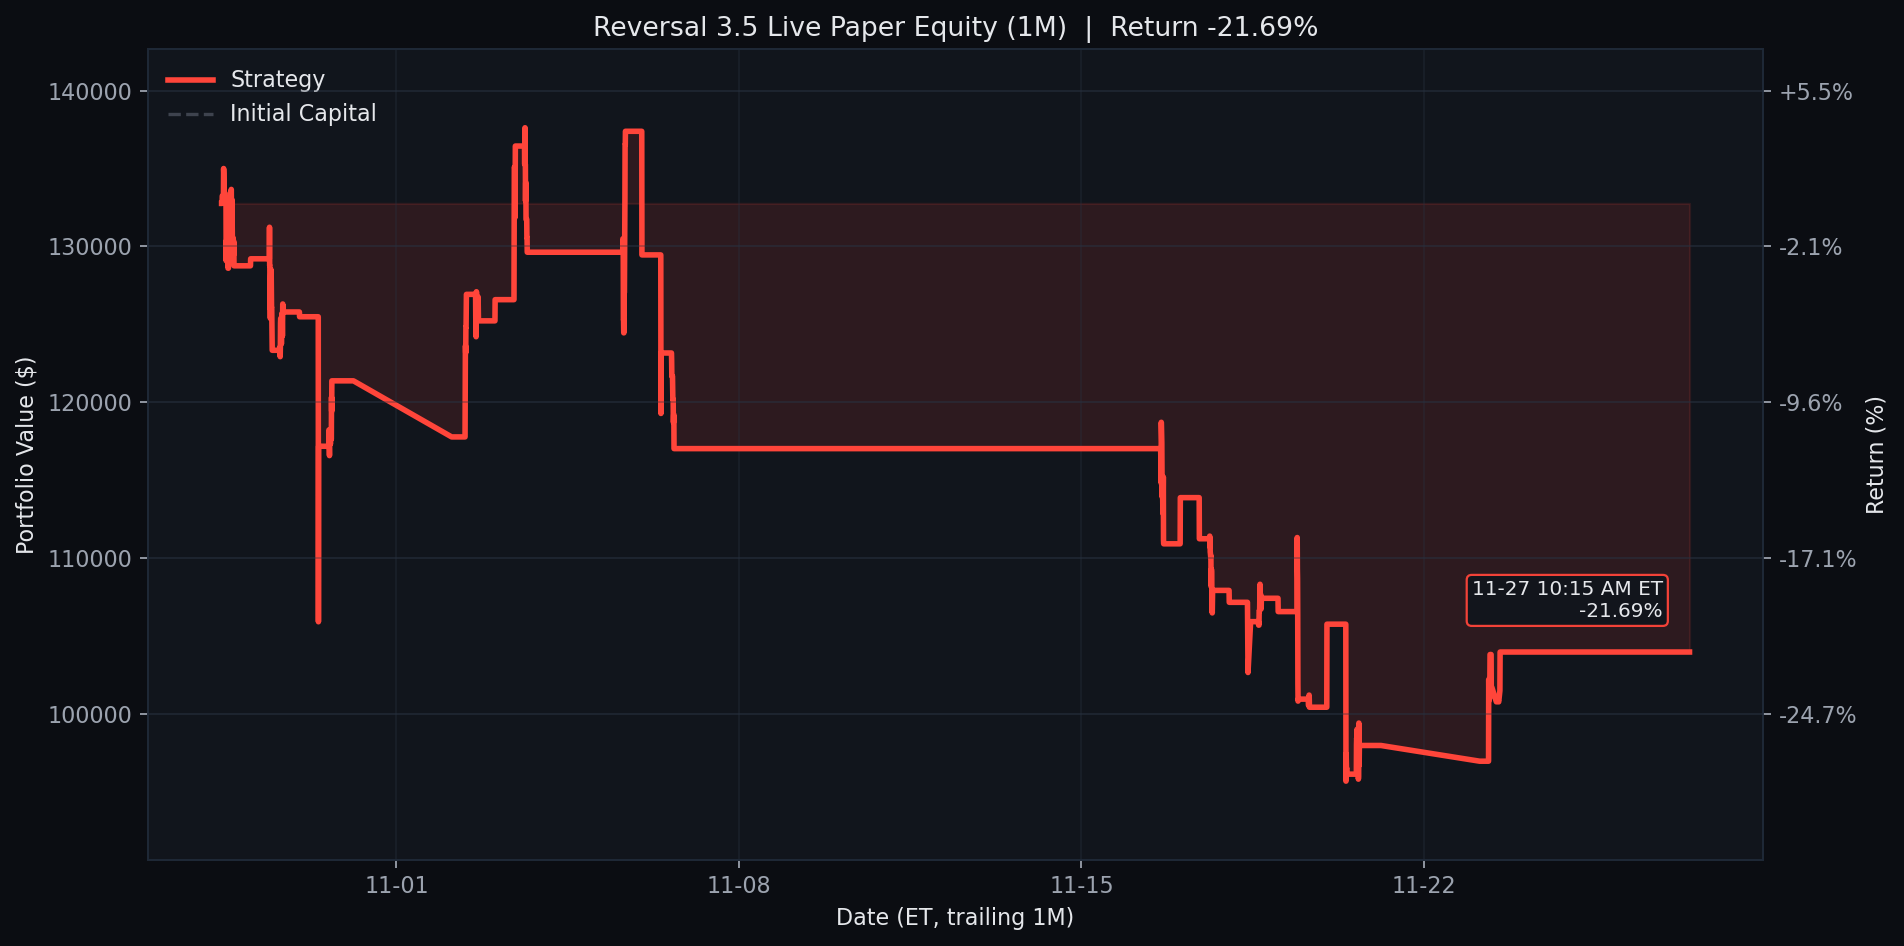 Reversal 3.5 Live Paper Equity (1M)  |  Return -21.69%
Strategy
Initial Capital
140000
130000
120000
110000
100000
Portfolio Value ($)
+5.5%
-2.1%
-9.6%
-17.1%
-24.7%
Return (%)
11-27 10:15 AM ET
-21.69%
11-01
11-08
11-15
11-22
Date (ET, trailing 1M)